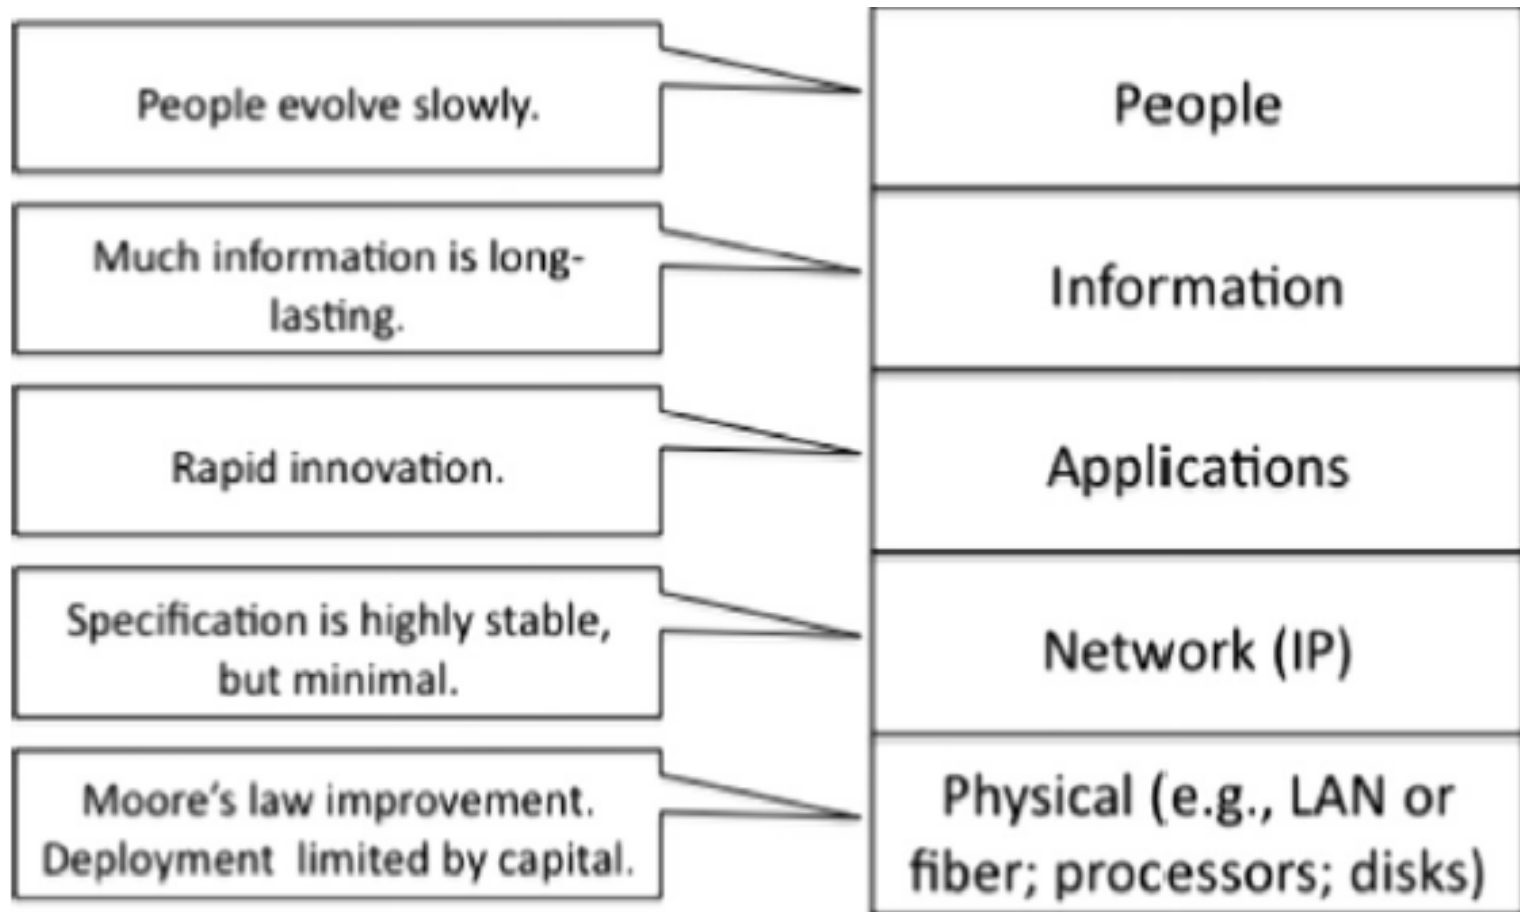 People evolve slowly.
People
Much information is long-
lasting.
Information
Rapid innovation.
Applications
Specification is highly stable,
but minimal.
Network (IP)
Moore's law improvement.
Deployment limited by capital.
Physical (e.g., LAN or
fiber; processors; disks)